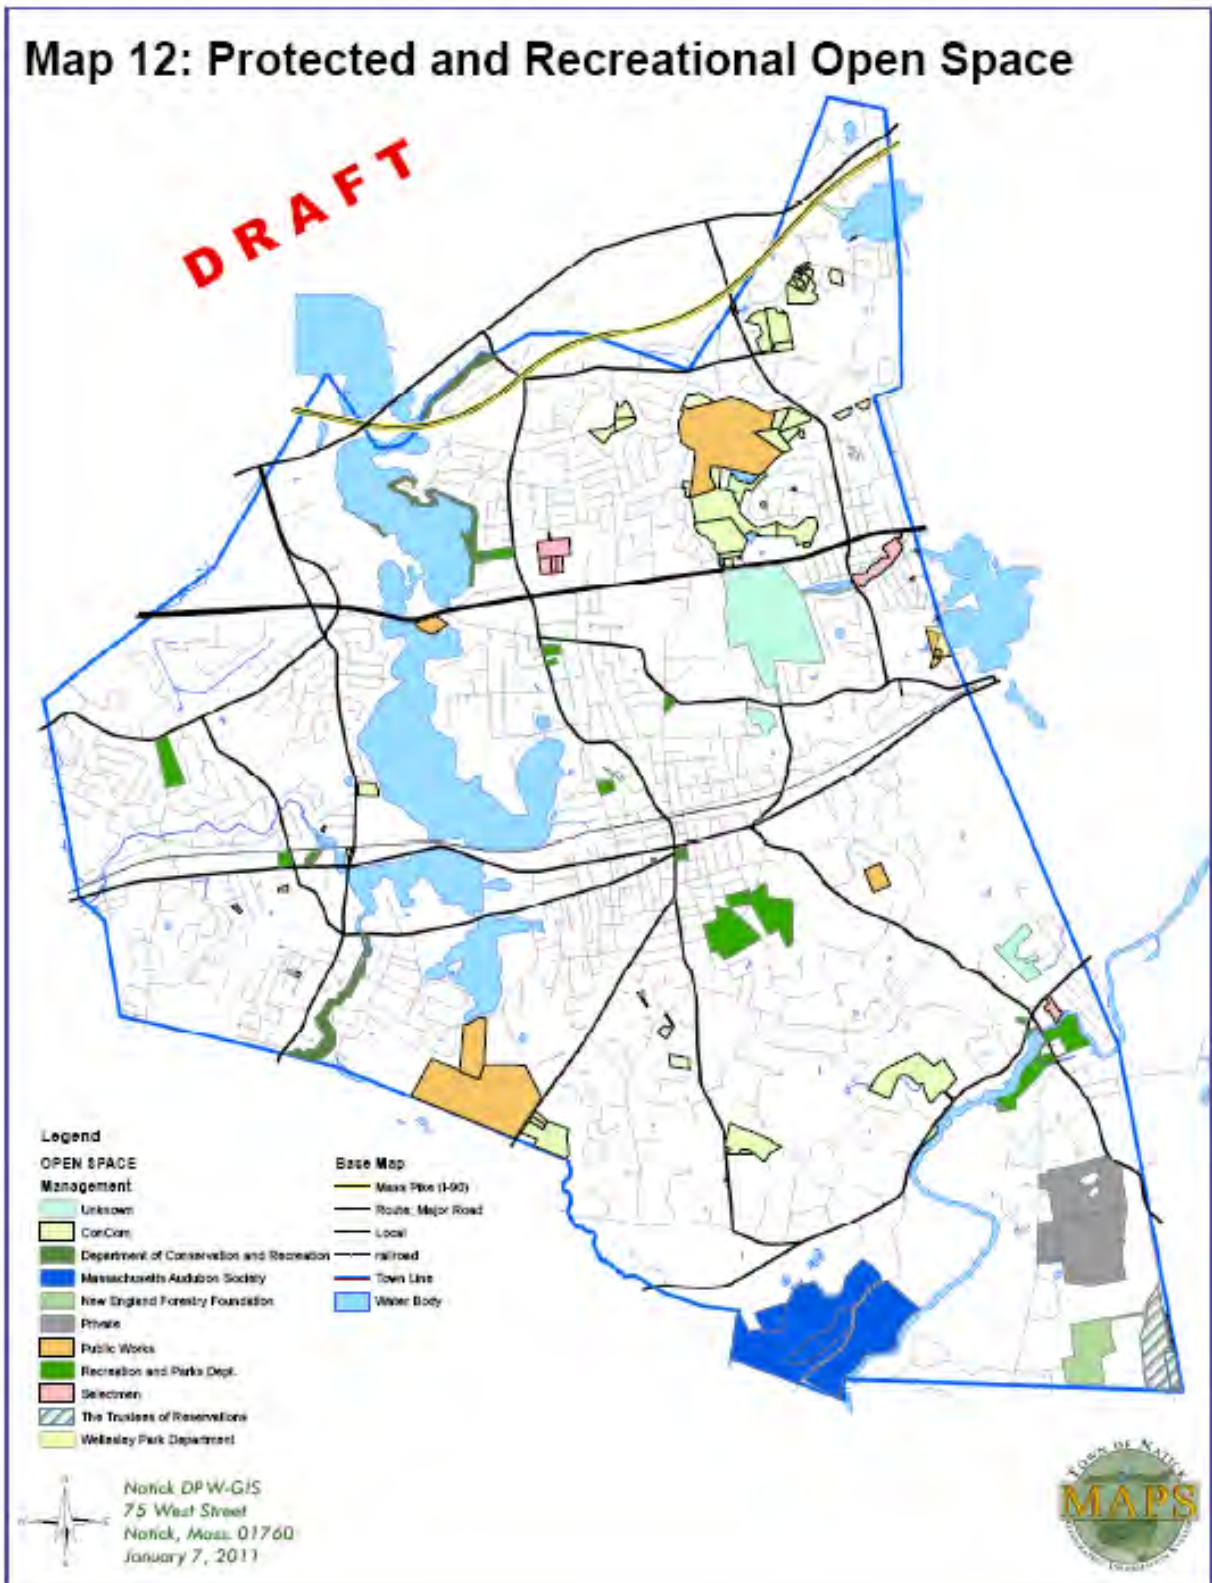 Map 12: Protected and Recreational Open Space
DRAFT
Legend
OPEN SPACE
Management
Unknown
ConCom
Department of Conservation and Recreation
Massachusetts Audubon Society
New England Forestry Foundation
Private
Public Works
Recreation and Parks Dept.
Selectmen
The Trustees of Reservations
Wellesley Park Department
Base Map
Mass Pike (I-90)
Route; Major Road
Local
railroad
Town Line
Water Body
Natick DPW-GIS
75 West Street
Natick, Mass. 01760
January 7, 2011
TOWN OF NATICK
MAPS